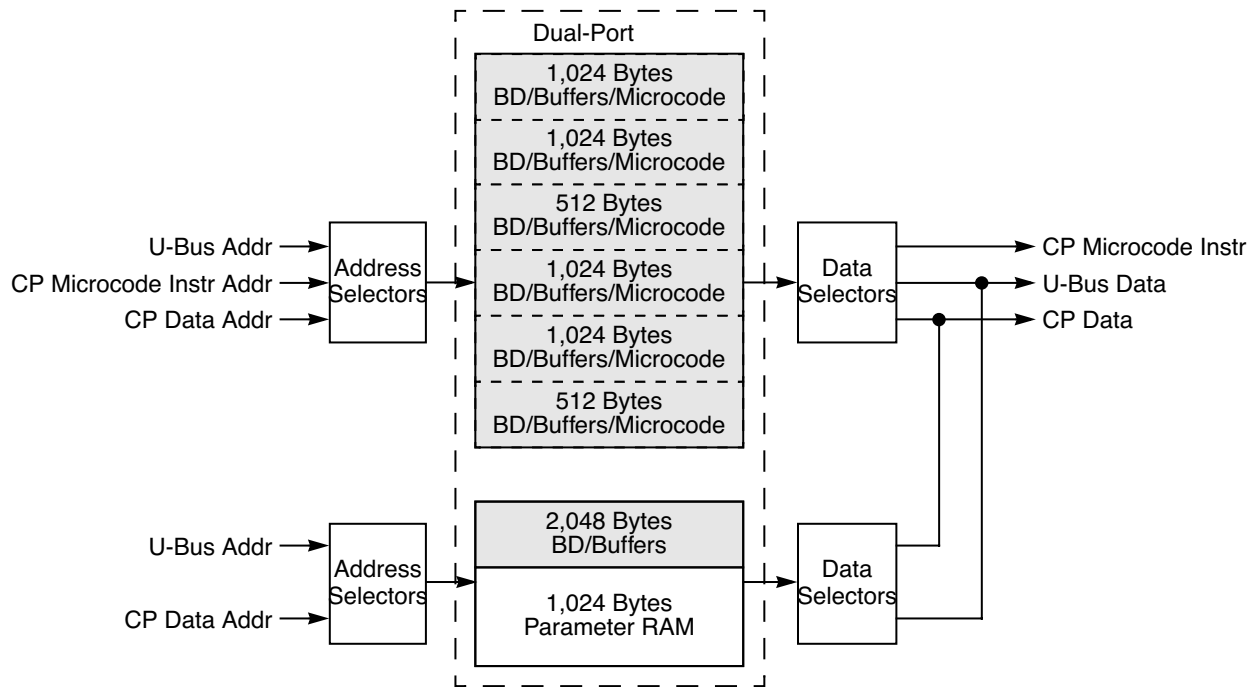 Dual-Port
1,024 Bytes
BD/Buffers/Microcode
1,024 Bytes
BD/Buffers/Microcode
512 Bytes
BD/Buffers/Microcode
1,024 Bytes
BD/Buffers/Microcode
1,024 Bytes
BD/Buffers/Microcode
512 Bytes
BD/Buffers/Microcode
U-Bus Addr
CP Microcode Instr Addr
CP Data Addr
Address
Selectors
Data
Selectors
CP Microcode Instr
U-Bus Data
CP Data
2,048 Bytes
BD/Buffers
1,024 Bytes
Parameter RAM
U-Bus Addr
CP Data Addr
Address
Selectors
Data
Selectors